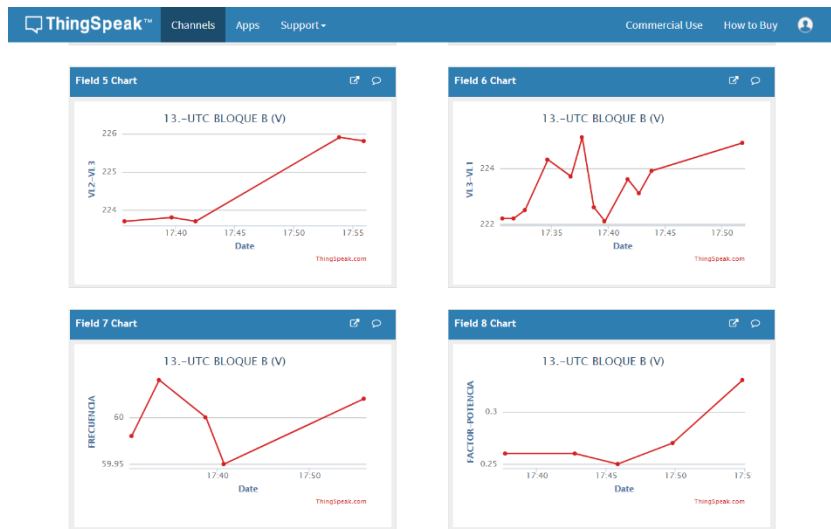 ThingSpeak™ Channels Apps Support Commercial Use How to Buy
Field 5 Chart
13.-UTC BLOQUE B (V)
VL2-VL3
226
225
224
17:40 17:45 17:50 17:55
Date
ThingSpeak.com
Field 6 Chart
13.-UTC BLOQUE B (V)
VL3-VL1
224
222
17:35 17:40 17:45 17:50
Date
ThingSpeak.com
Field 7 Chart
13.-UTC BLOQUE B (V)
FRECUENCIA
60
59.95
17:40 17:50
Date
ThingSpeak.com
Field 8 Chart
13.-UTC BLOQUE B (V)
FACTOR-POTENCIA
0.3
0.25
17:40 17:45 17:50 17:5
Date
ThingSpeak.com